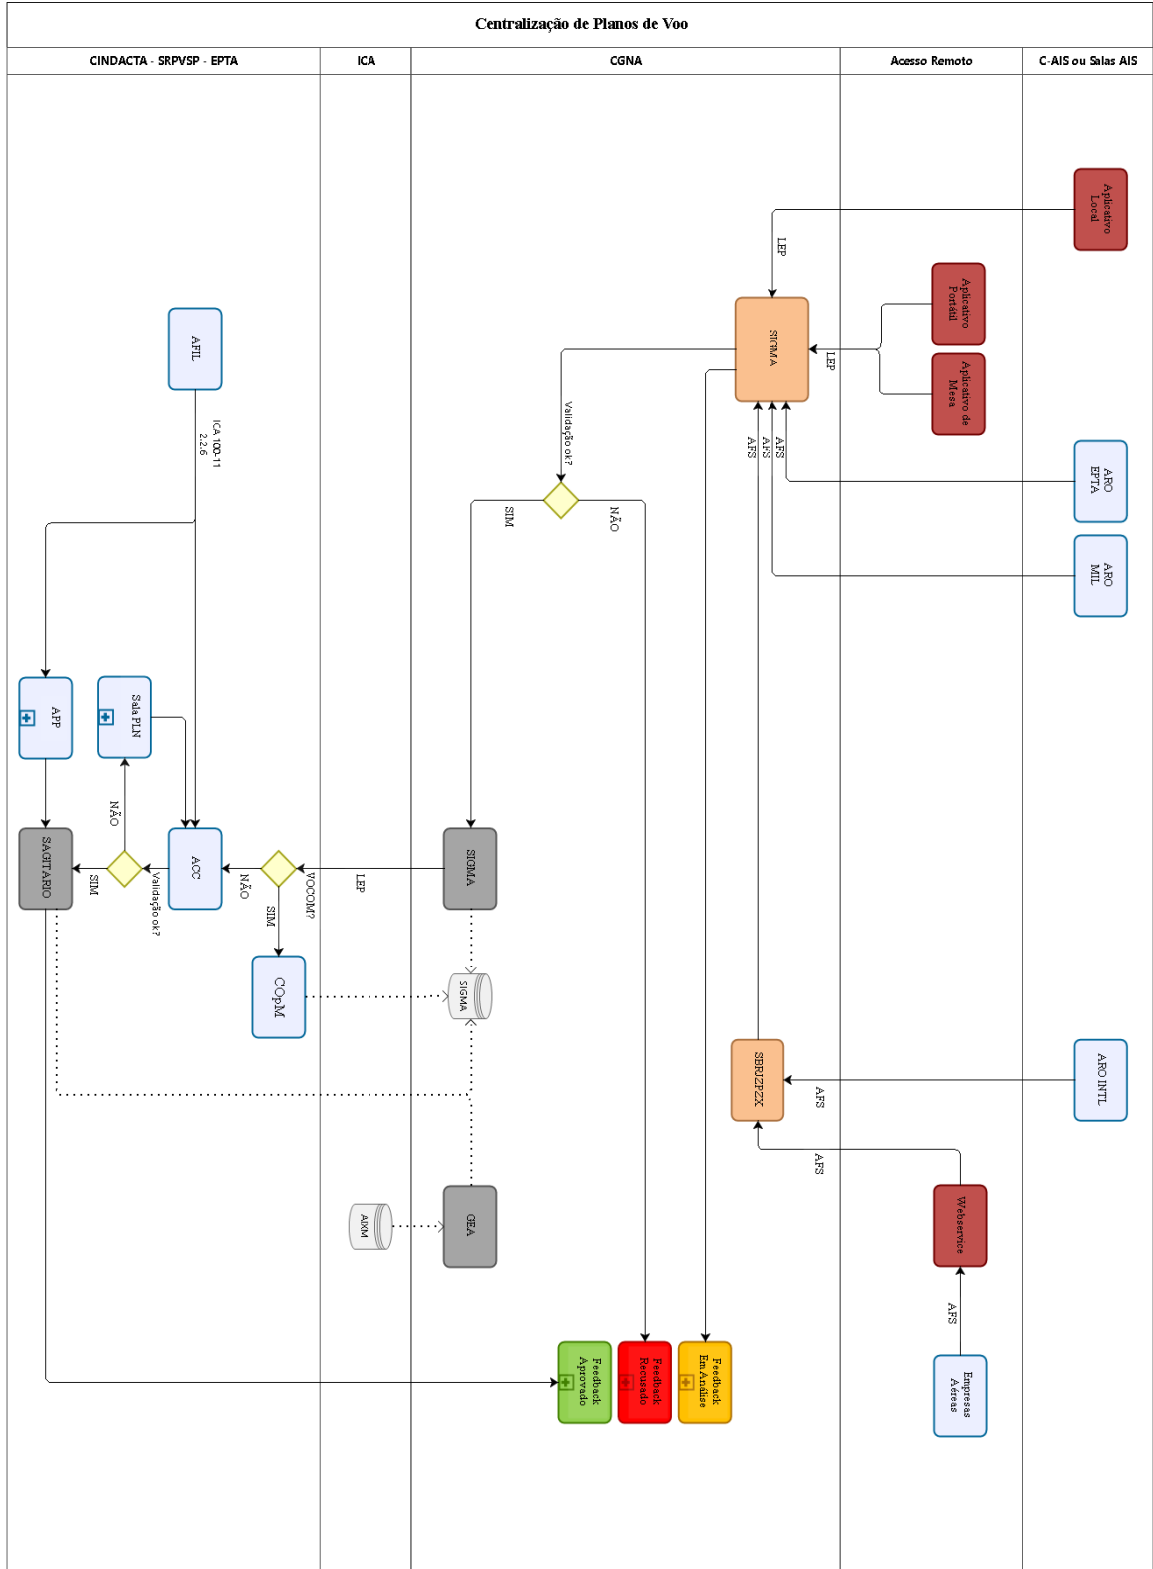 Centralização de Planos de Voo
CINDACTA - SRPVSP - EPTA
ICA
CGNA
Acesso Remoto
C-AIS ou Salas AIS
Aplicativo
Local
LEP
Aplicativo
Portátil
Aplicativo de
Mesa
LEP
SIGMA
AFIL
ICA 100-11
2.2.6
Validação ok?
AFS
AFS
AFS
ARO
EPTA
ARO
MIL
SIM
NÃO
APP
Sala PLN
NÃO
SAGITARIO
SIM
Validação ok?
ACC
NÃO
SIM
VOCOM?
LEP
SIGMA
COpM
SIGMA
SBRJZPZX
AFS
ARO INTL
AFS
Webservice
AFS
Empresas
Aéreas
AIXM
GEA
Feedback
Aprovado
Feedback
Recusado
Feedback
Em Análise